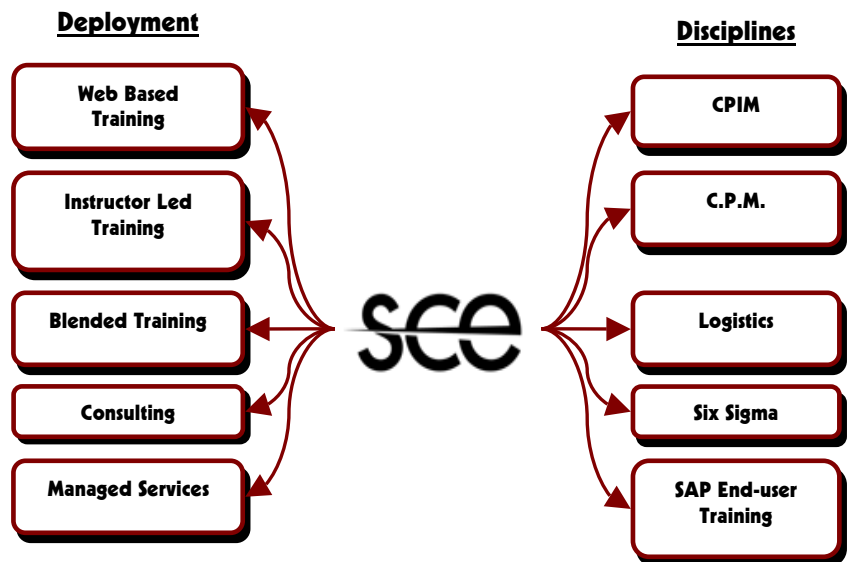 Deployment
Web Based
Training
Instructor Led
Training
Blended Training
Consulting
Managed Services
sce
Disciplines
CPIM
C.P.M.
Logistics
Six Sigma
SAP End-user
Training